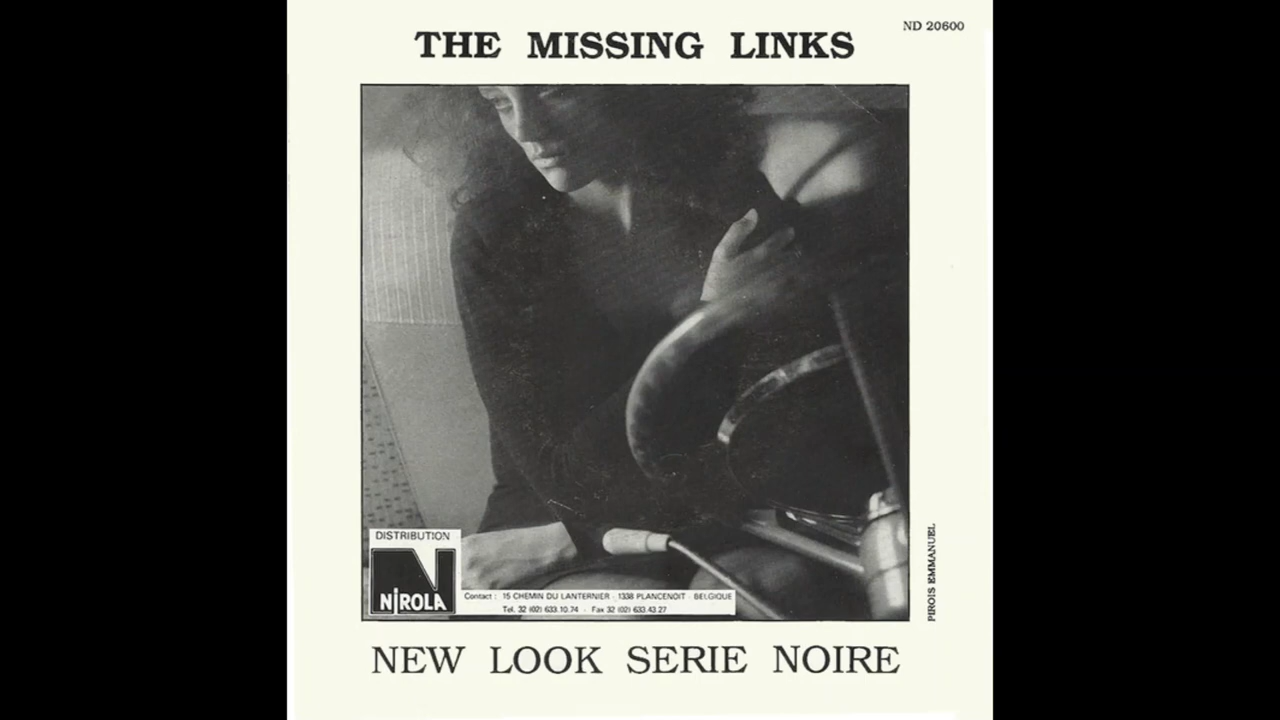 ND 20600
THE MISSING LINKS
DISTRIBUTION
NIROLA
Contact : 15 CHEMIN DU LANTERNIER - 1338 PLANCENOIT - BELGIQUE
Tel. 32 (02) 633.10.74 - Fax 32 (02) 633.43.27
PIROIS EMMANUEL
NEW LOOK SERIE NOIRE